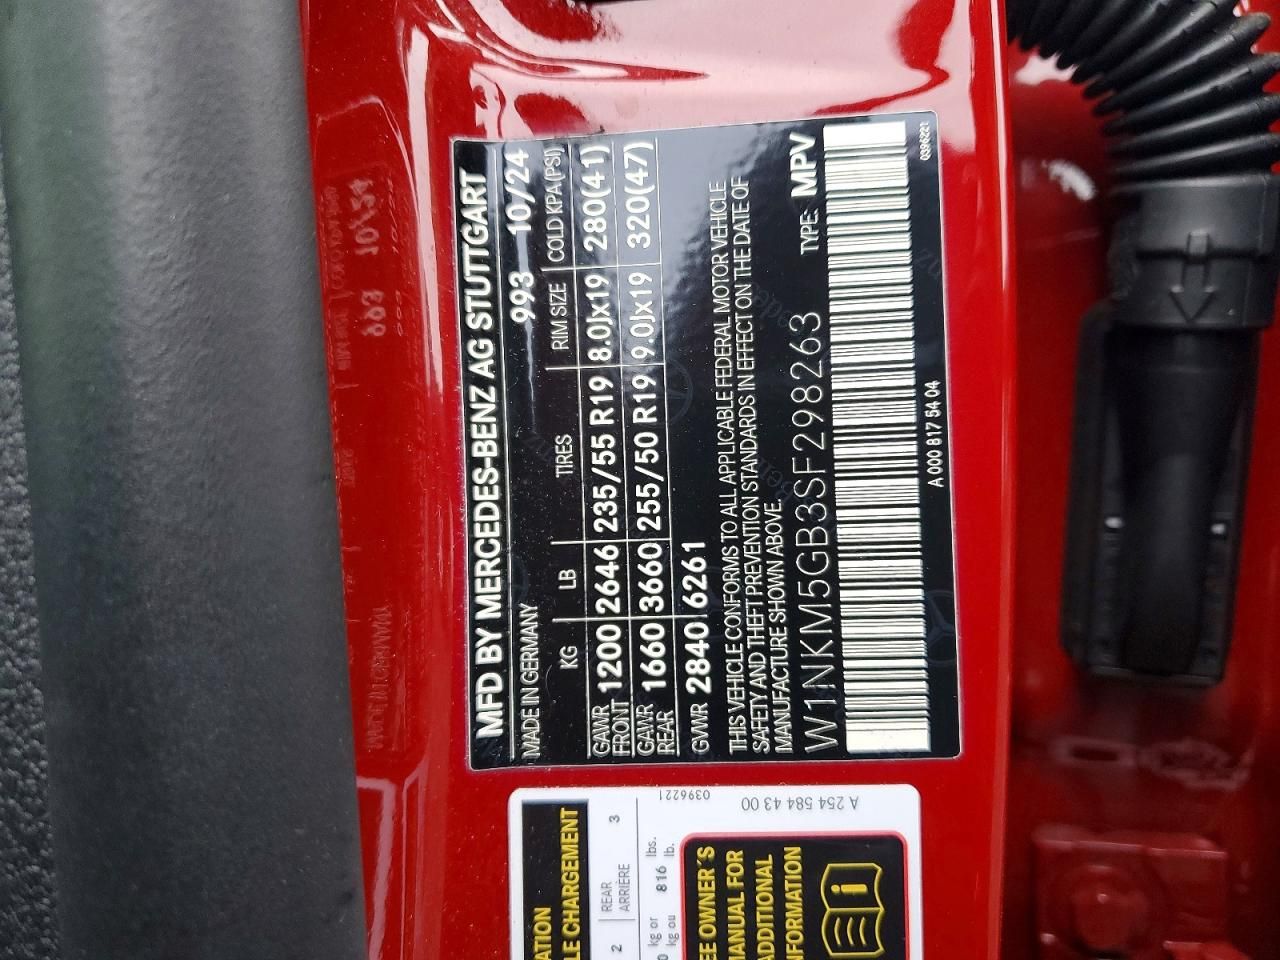 MFD BY MERCEDES-BENZ AG STUTTGART
MADE IN GERMANY 993 10/24
KG LB TIRES RIM SIZE COLD KPA(PSI)
GAWR FRONT 1200 2646 235/55 R19 8.0Jx19 280(41)
GAWR REAR 1660 3660 255/50 R19 9.0Jx19 320(47)
GVWR 2840 6261
THIS VEHICLE CONFORMS TO ALL APPLICABLE FEDERAL MOTOR VEHICLE
SAFETY AND THEFT PREVENTION STANDARDS IN EFFECT ON THE DATE OF
MANUFACTURE SHOWN ABOVE.
W1NKM5GB3SF298263 TYPE: MPV
A 000 817 54 04
0396221
CHARGEMENT
2 REAR ARRIÈRE 3
kg or 816 lbs.
kg ou lb.
OWNER'S
MANUAL FOR
ADDITIONAL
0396221
A 254 584 43 00